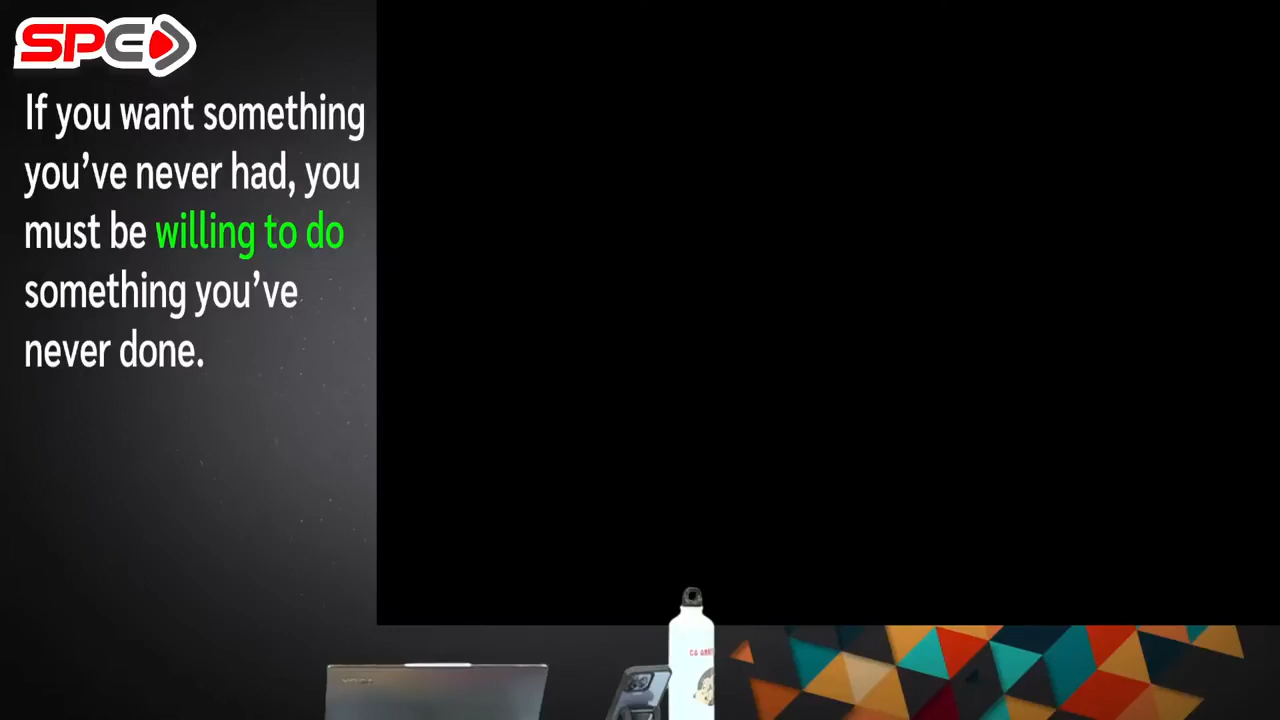 SPC
If you want something
you’ve never had, you
must be willing to do
something you’ve
never done.